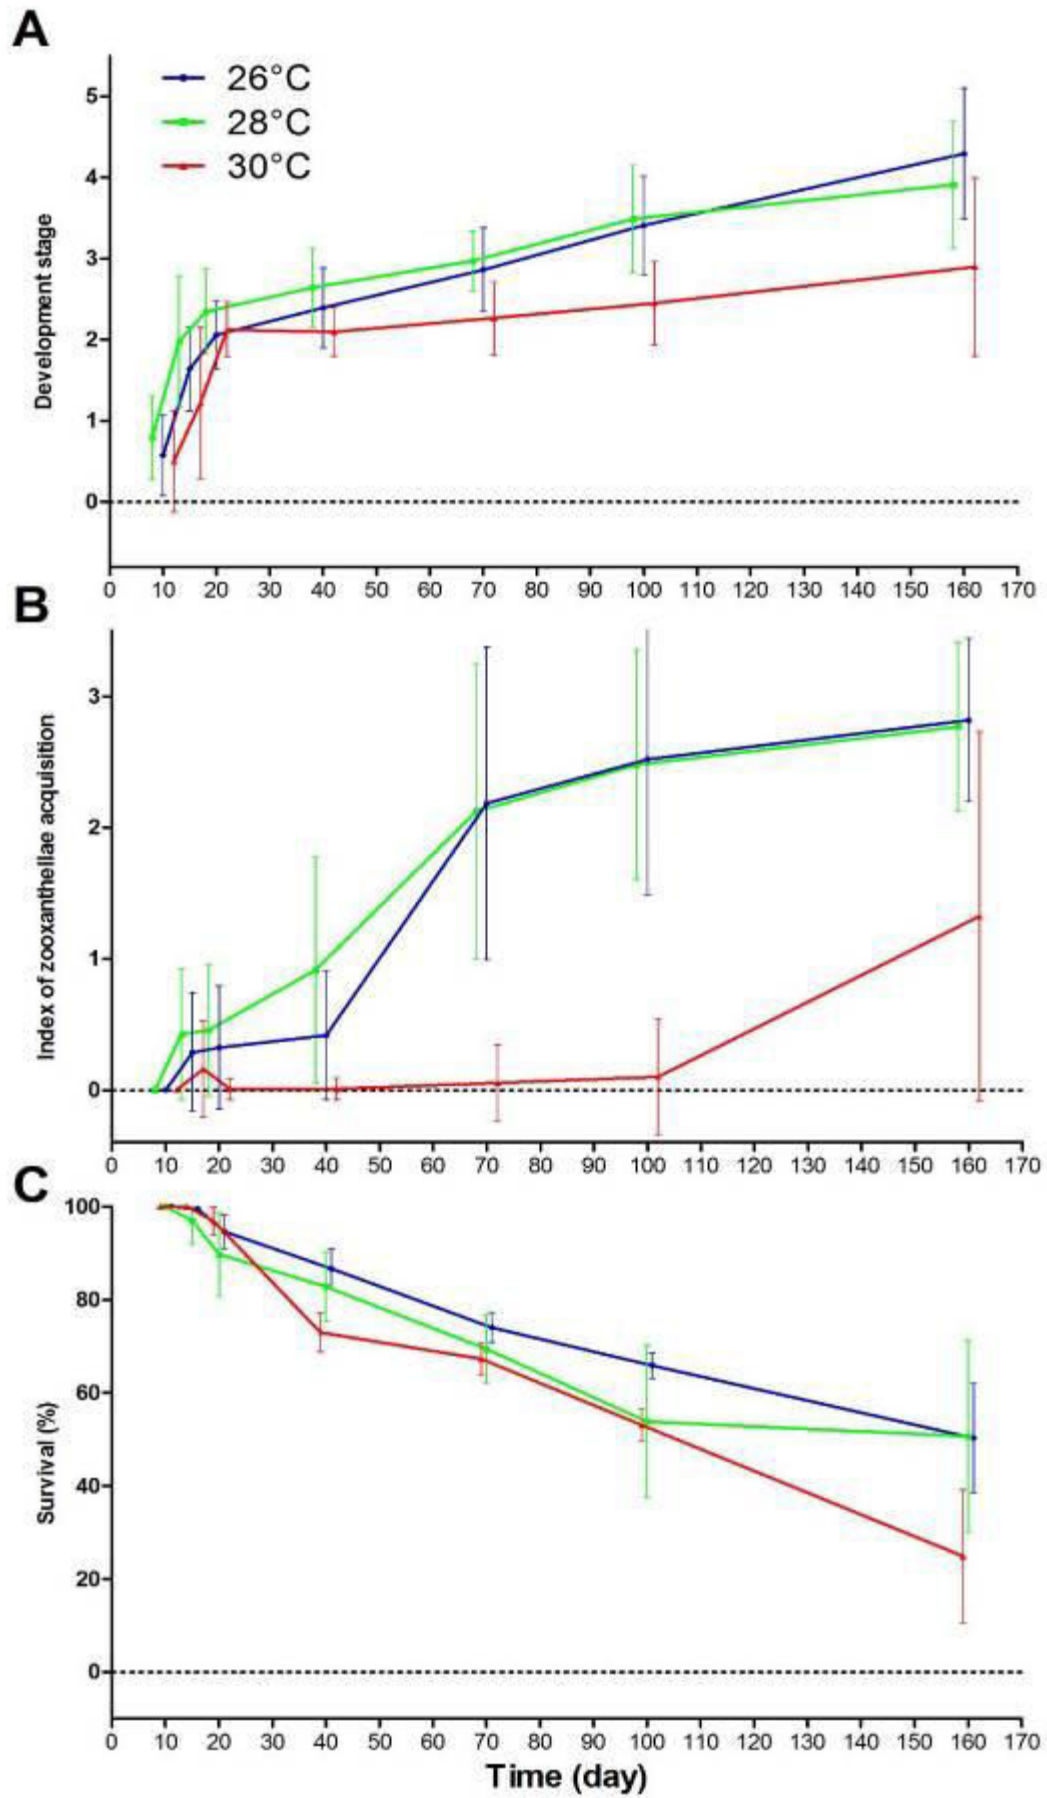 A
26°C
28°C
30°C
Development stage
5
4
3
2
1
0
0 10 20 30 40 50 60 70 80 90 100 110 120 130 140 150 160 170
B
Index of zooxanthellae acquisition
3
2
1
0
0 10 20 30 40 50 60 70 80 90 100 110 120 130 140 150 160 170
C
Survival (%)
100
80
60
40
20
0
0 10 20 30 40 50 60 70 80 90 100 110 120 130 140 150 160 170
Time (day)